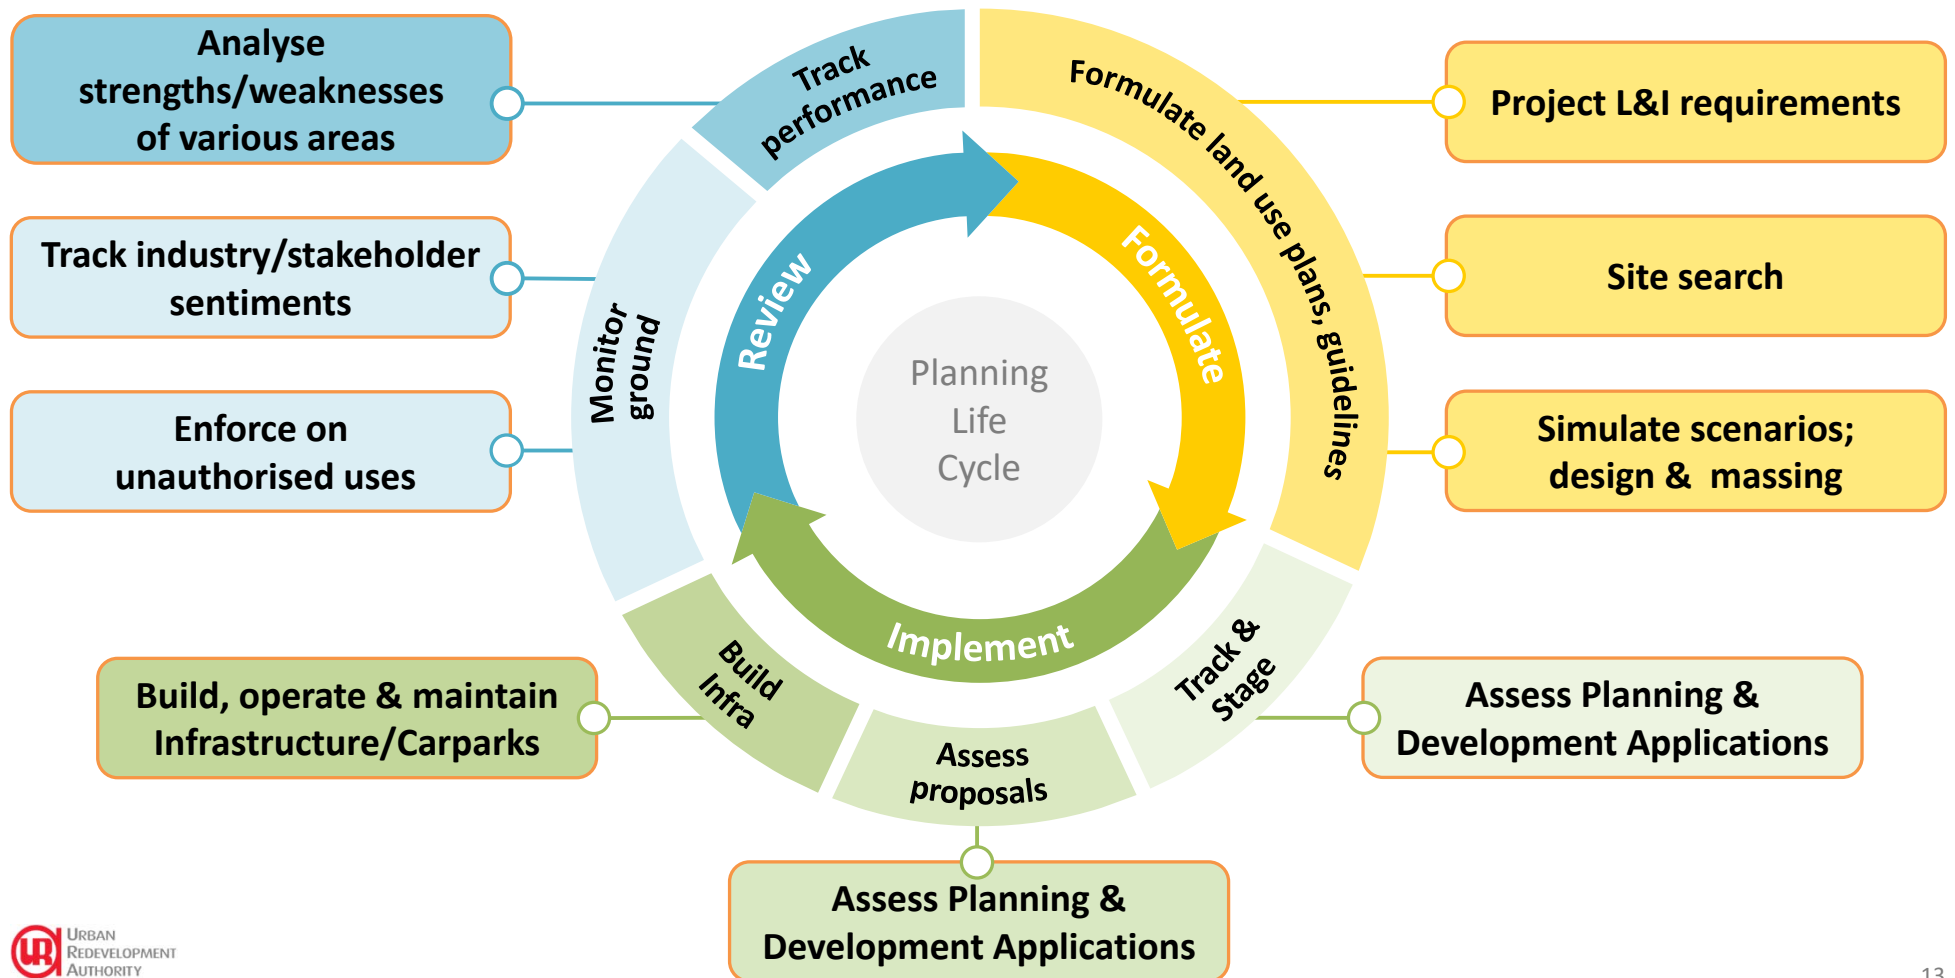 Analyse
strengths/weaknesses
of various areas
Track industry/stakeholder
sentiments
Enforce on
unauthorised uses
Build, operate & maintain
Infrastructure/Carparks
Track
performance
Monitor
ground
Build
Infra
Assess
proposals
Track &
Stage
Formulate land use plans, guidelines
Review
Formulate
Implement
Planning
Life
Cycle
Project L&I requirements
Site search
Simulate scenarios;
design &  massing
Assess Planning &
Development Applications
Assess Planning &
Development Applications
URBAN
REDEVELOPMENT
AUTHORITY
13